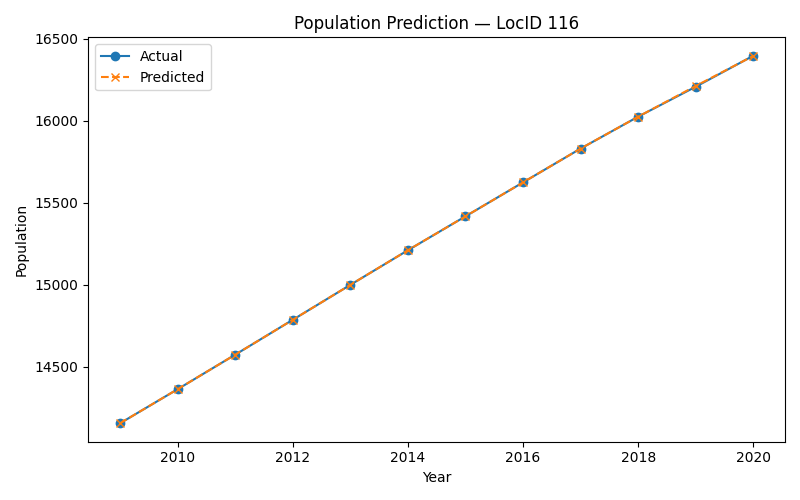 Population Prediction — LocID 116
Actual
Predicted
16500
16000
15500
15000
14500
Population
2010
2012
2014
2016
2018
2020
Year